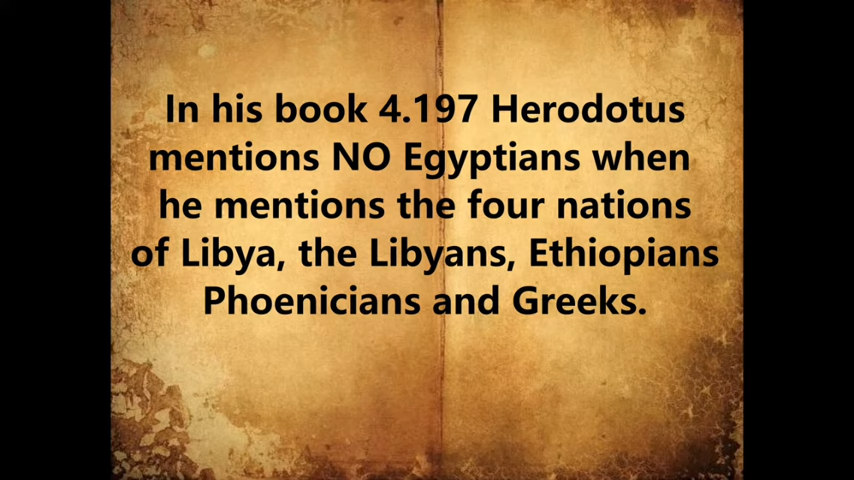 In his book 4.197 Herodotus
mentions NO Egyptians when
he mentions the four nations
of Libya, the Libyans, Ethiopians
Phoenicians and Greeks.